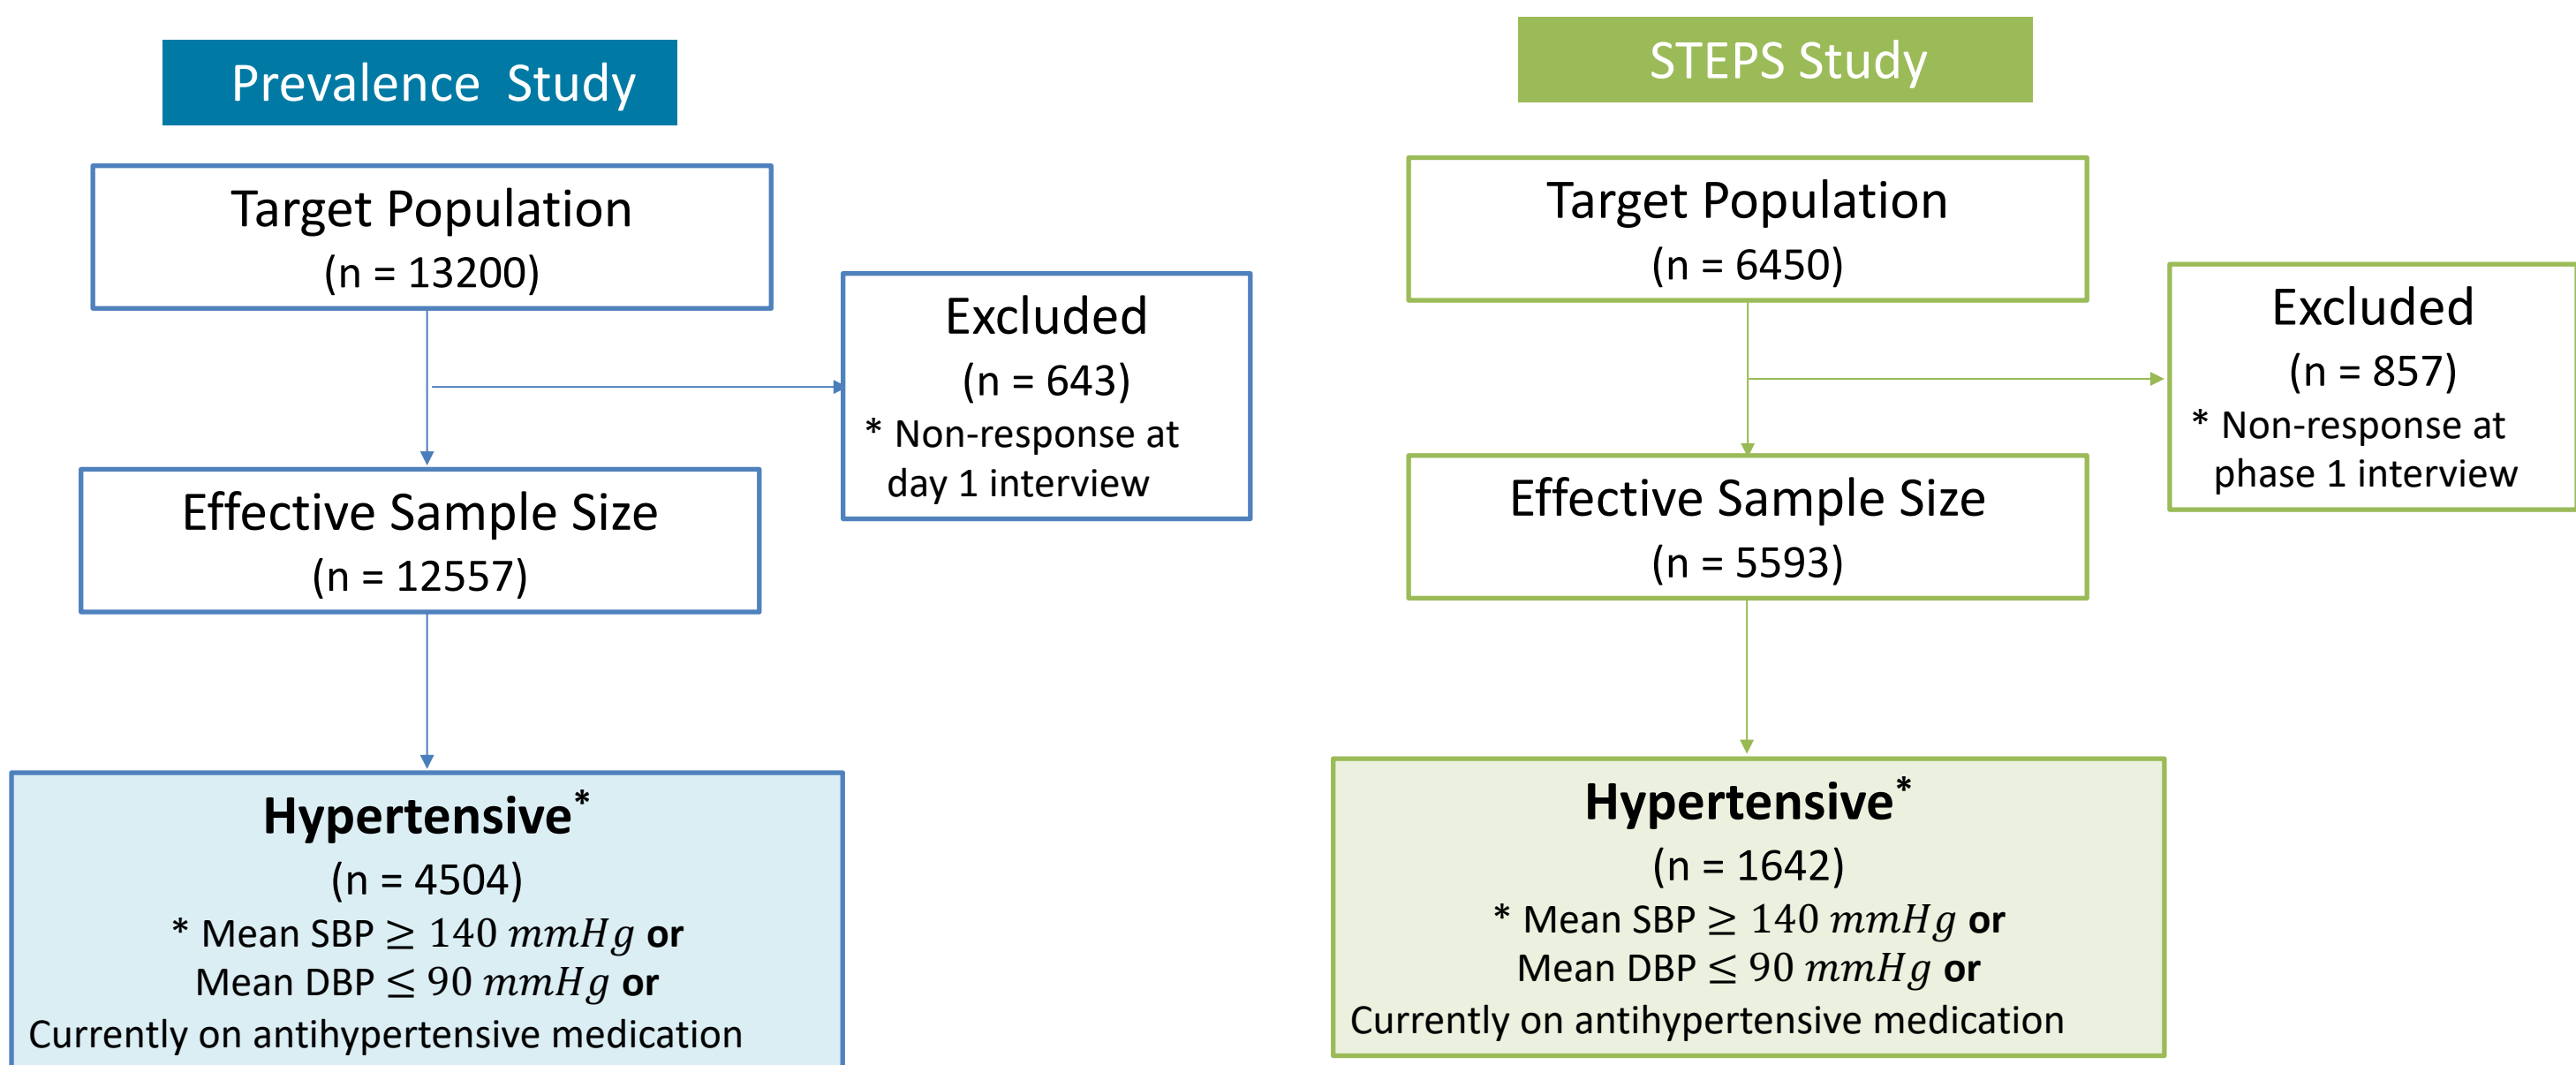 Prevalence Study
Target Population
(n = 13200)
Excluded
(n = 643)
* Non-response at
day 1 interview
Effective Sample Size
(n = 12557)
Hypertensive*
(n = 4504)
* Mean SBP ≥ 140 mmHg or
Mean DBP ≤ 90 mmHg or
Currently on antihypertensive medication
STEPS Study
Target Population
(n = 6450)
Excluded
(n = 857)
* Non-response at
phase 1 interview
Effective Sample Size
(n = 5593)
Hypertensive*
(n = 1642)
* Mean SBP ≥ 140 mmHg or
Mean DBP ≤ 90 mmHg or
Currently on antihypertensive medication